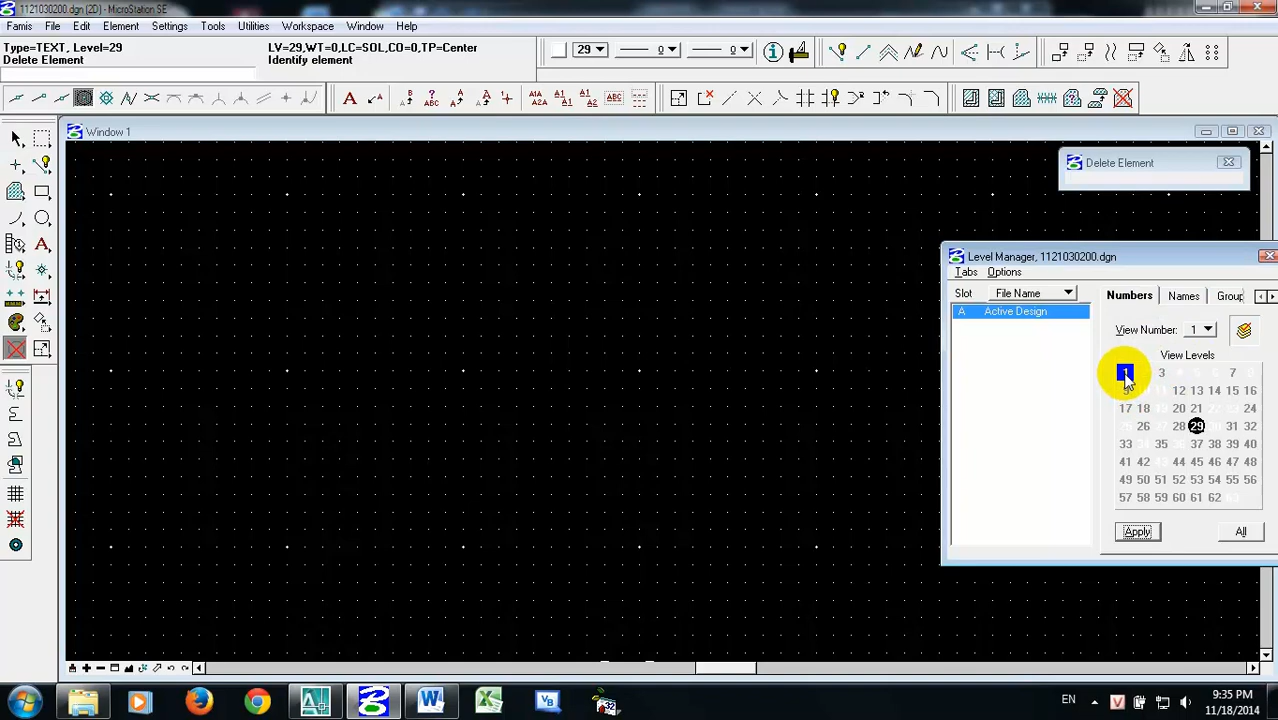 1121030200.dgn (2D) - MicroStation SE
Famis File Edit Element Settings Tools Utilities Workspace Window Help
Type=TEXT, Level=29 LV=29,WT=0,LC=SOL,CO=0,TP=Center
Delete Element Identify element
29 0 0
Window 1
Delete Element
Level Manager, 1121030200.dgn
Tabs Options
Slot File Name Numbers Names Group
A Active Design
View Number: 1
View Levels
1 3 7
12 13 14 15 16
17 18 20 21 24
26 28 29 31 32
33 35 37 38 39 40
41 42 44 45 46 47 48
49 50 51 52 53 54 55 56
57 58 59 60 61 62
Apply All
EN 9:35 PM
11/18/2014